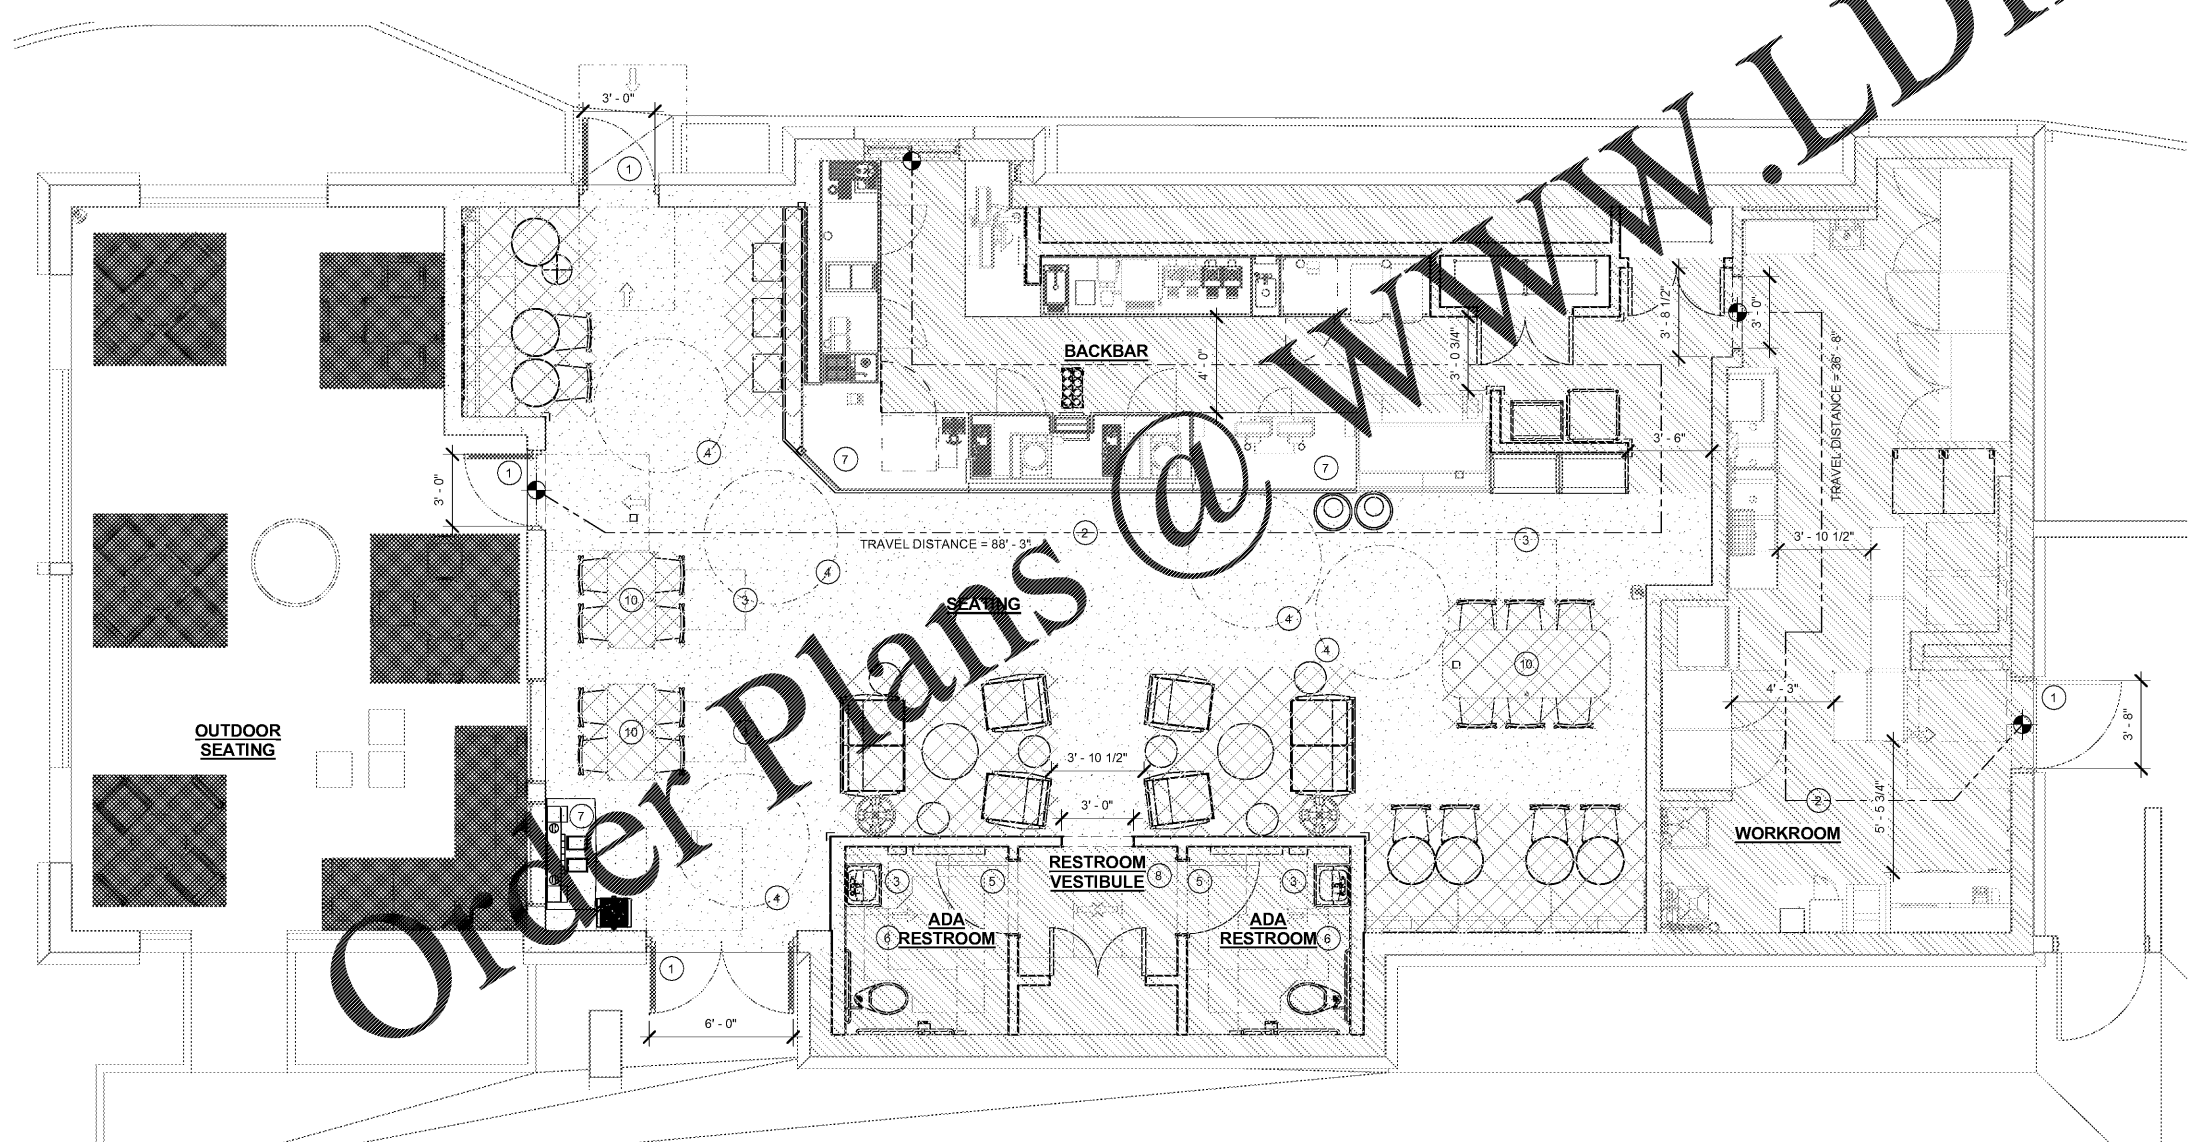 3' - 0"
1
BACKBAR
4' - 0"
3' - 0 3/4"
3' - 8 1/2"
3' - 0"
TRAVEL DISTANCE = 36' - 8"
4
7
7
3' - 6"
1
3' - 0"
2
TRAVEL DISTANCE = 88' - 3"
3
3' - 10 1/2"
4
10
3
SEATING
4
4
10
4' - 3"
1
3' - 8"
OUTDOOR
SEATING
10
3' - 10 1/2"
3' - 0"
2
5' - 5 3/4"
WORKROOM
7
RESTROOM
VESTIBULE
8
3
5
5
3
4
ADA
RESTROOM
6
ADA
RESTROOM
6
1
6' - 0"
Order Plans @ www.LD